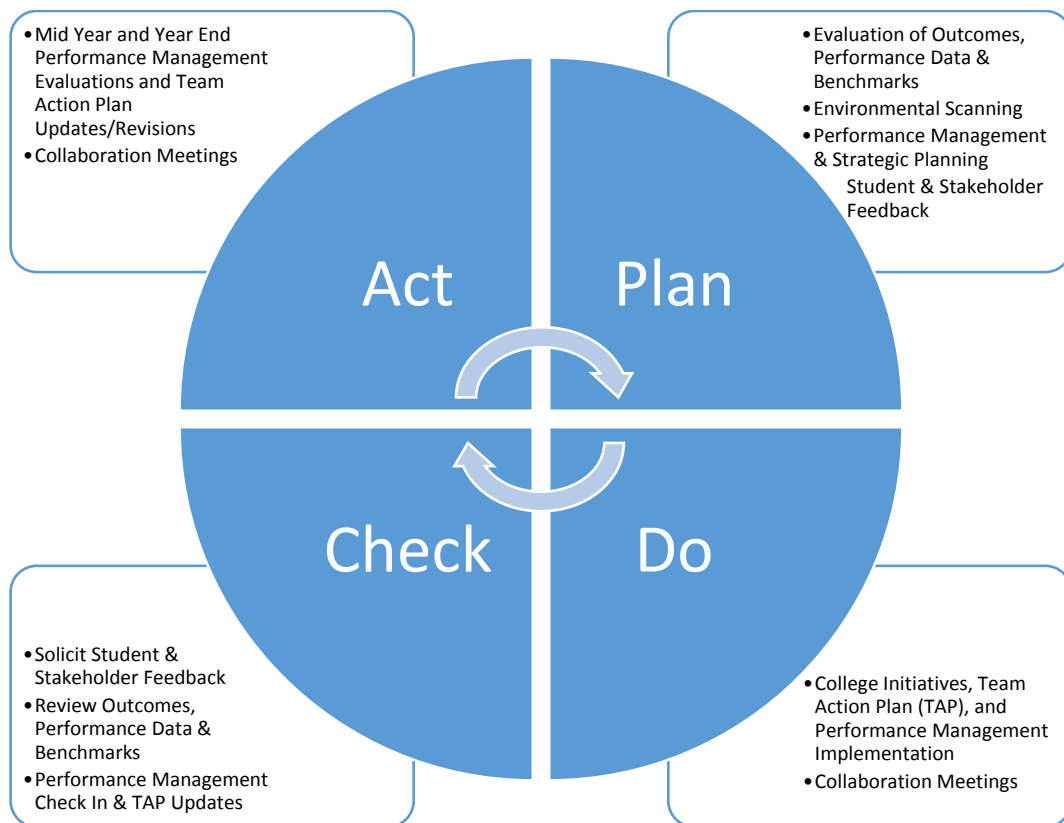 •Mid Year and Year End
Performance Management
Evaluations and Team
Action Plan
Updates/Revisions
•Collaboration Meetings
•Evaluation of Outcomes,
Performance Data &
Benchmarks
•Environmental Scanning
•Performance Management
& Strategic Planning
Student & Stakeholder
Feedback
Act
Plan
Check
Do
•Solicit Student &
Stakeholder Feedback
•Review Outcomes,
Performance Data &
Benchmarks
•Performance Management
Check In & TAP Updates
•College Initiatives, Team
Action Plan (TAP), and
Performance Management
Implementation
•Collaboration Meetings